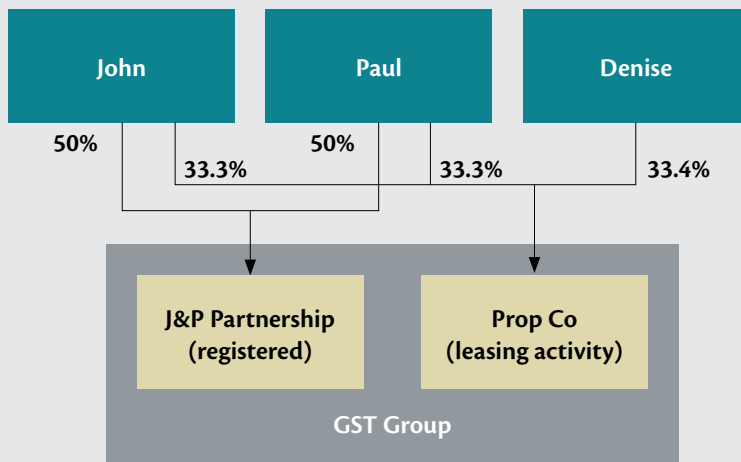 John
Paul
Denise
50%
50%
33.3%
33.3%
33.4%
J&P Partnership
(registered)
Prop Co
(leasing activity)
GST Group